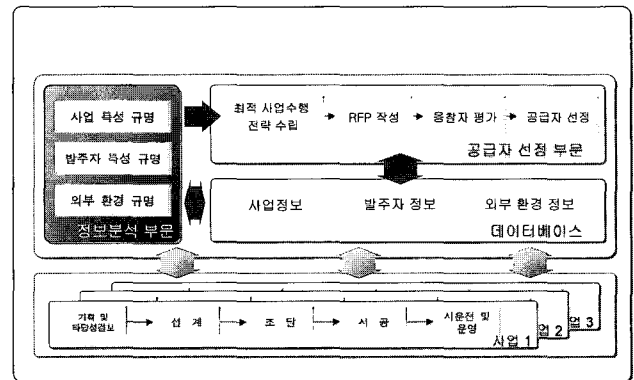 사업 특성 규명
발주자 특성 규명
외부 환경 규명
정보분석 부문
최적 사업수행
전략 수립
RFP 작성
응찰자 평가
공급자 선정
공급자 선정 부문
사업정보
발주자 정보
외부 환경 정보
데이터베이스
기획 및
타당성검토
설 계
조 달
시 공
시운전 및
운영
사업 1
업 2
업 3